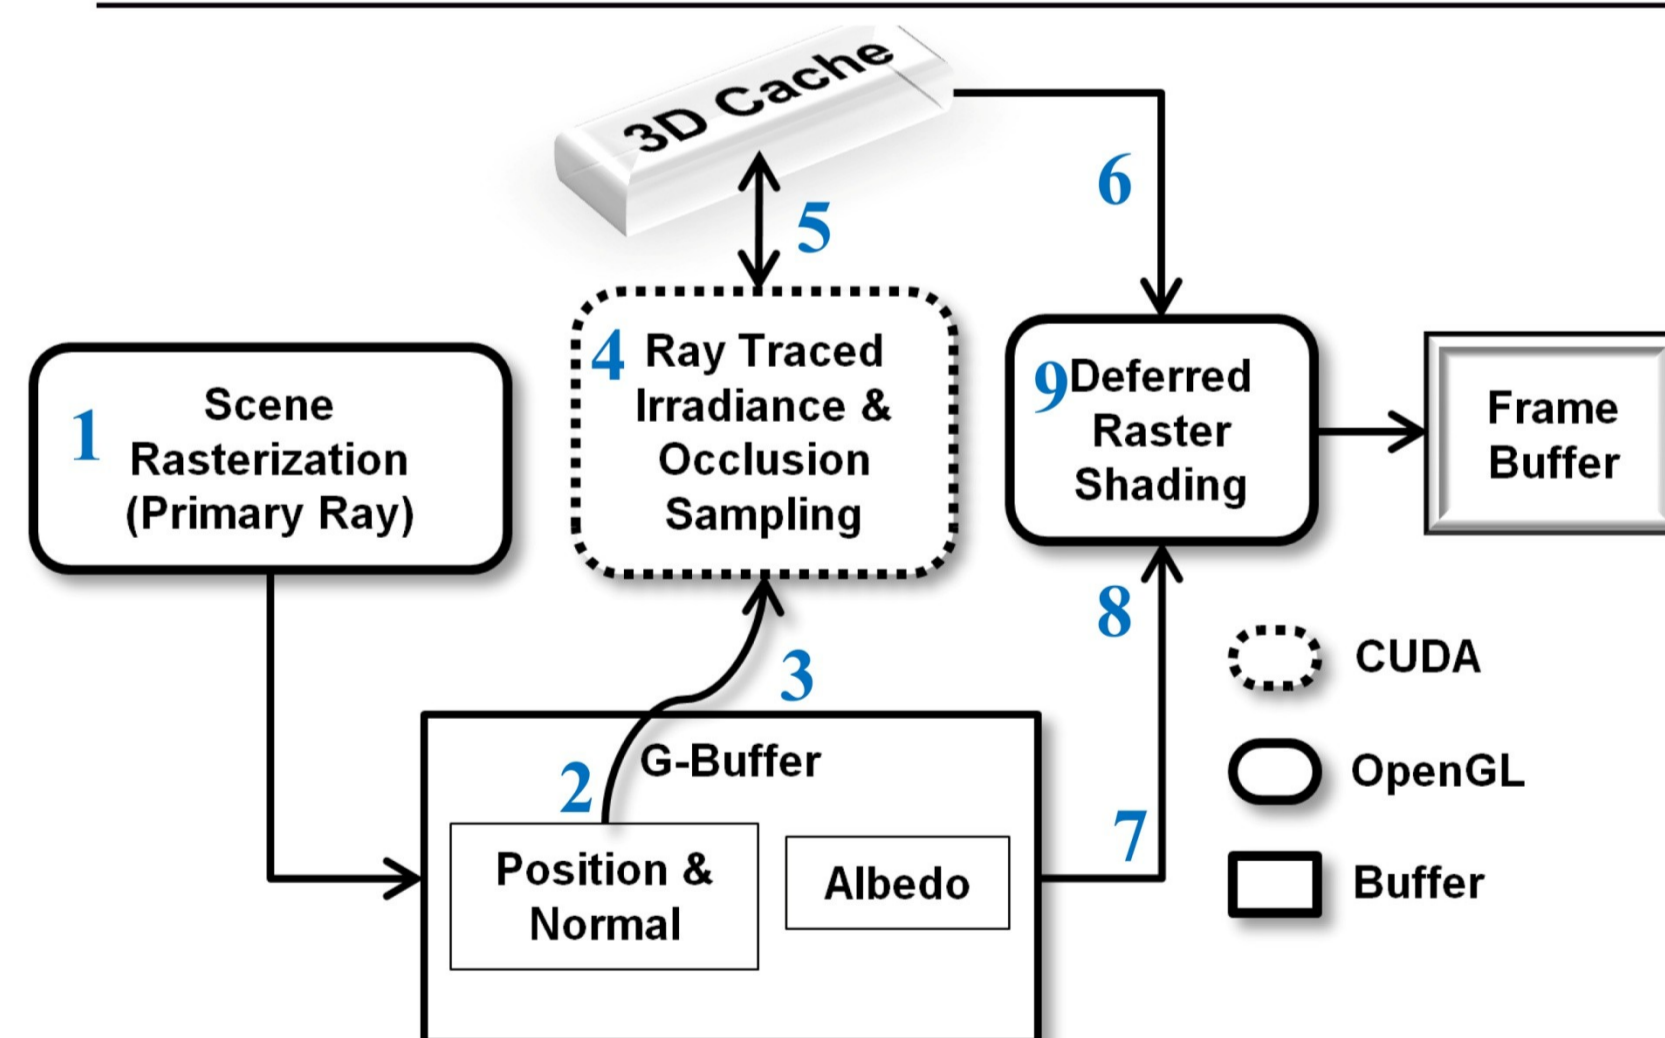 3D Cache
6
5
4 Ray Traced
Irradiance &
Occlusion
Sampling
1
Scene
Rasterization
(Primary Ray)
9 Deferred
Raster
Shading
Frame
Buffer
8
3
CUDA
2
G-Buffer
OpenGL
7
Position &
Normal
Albedo
Buffer